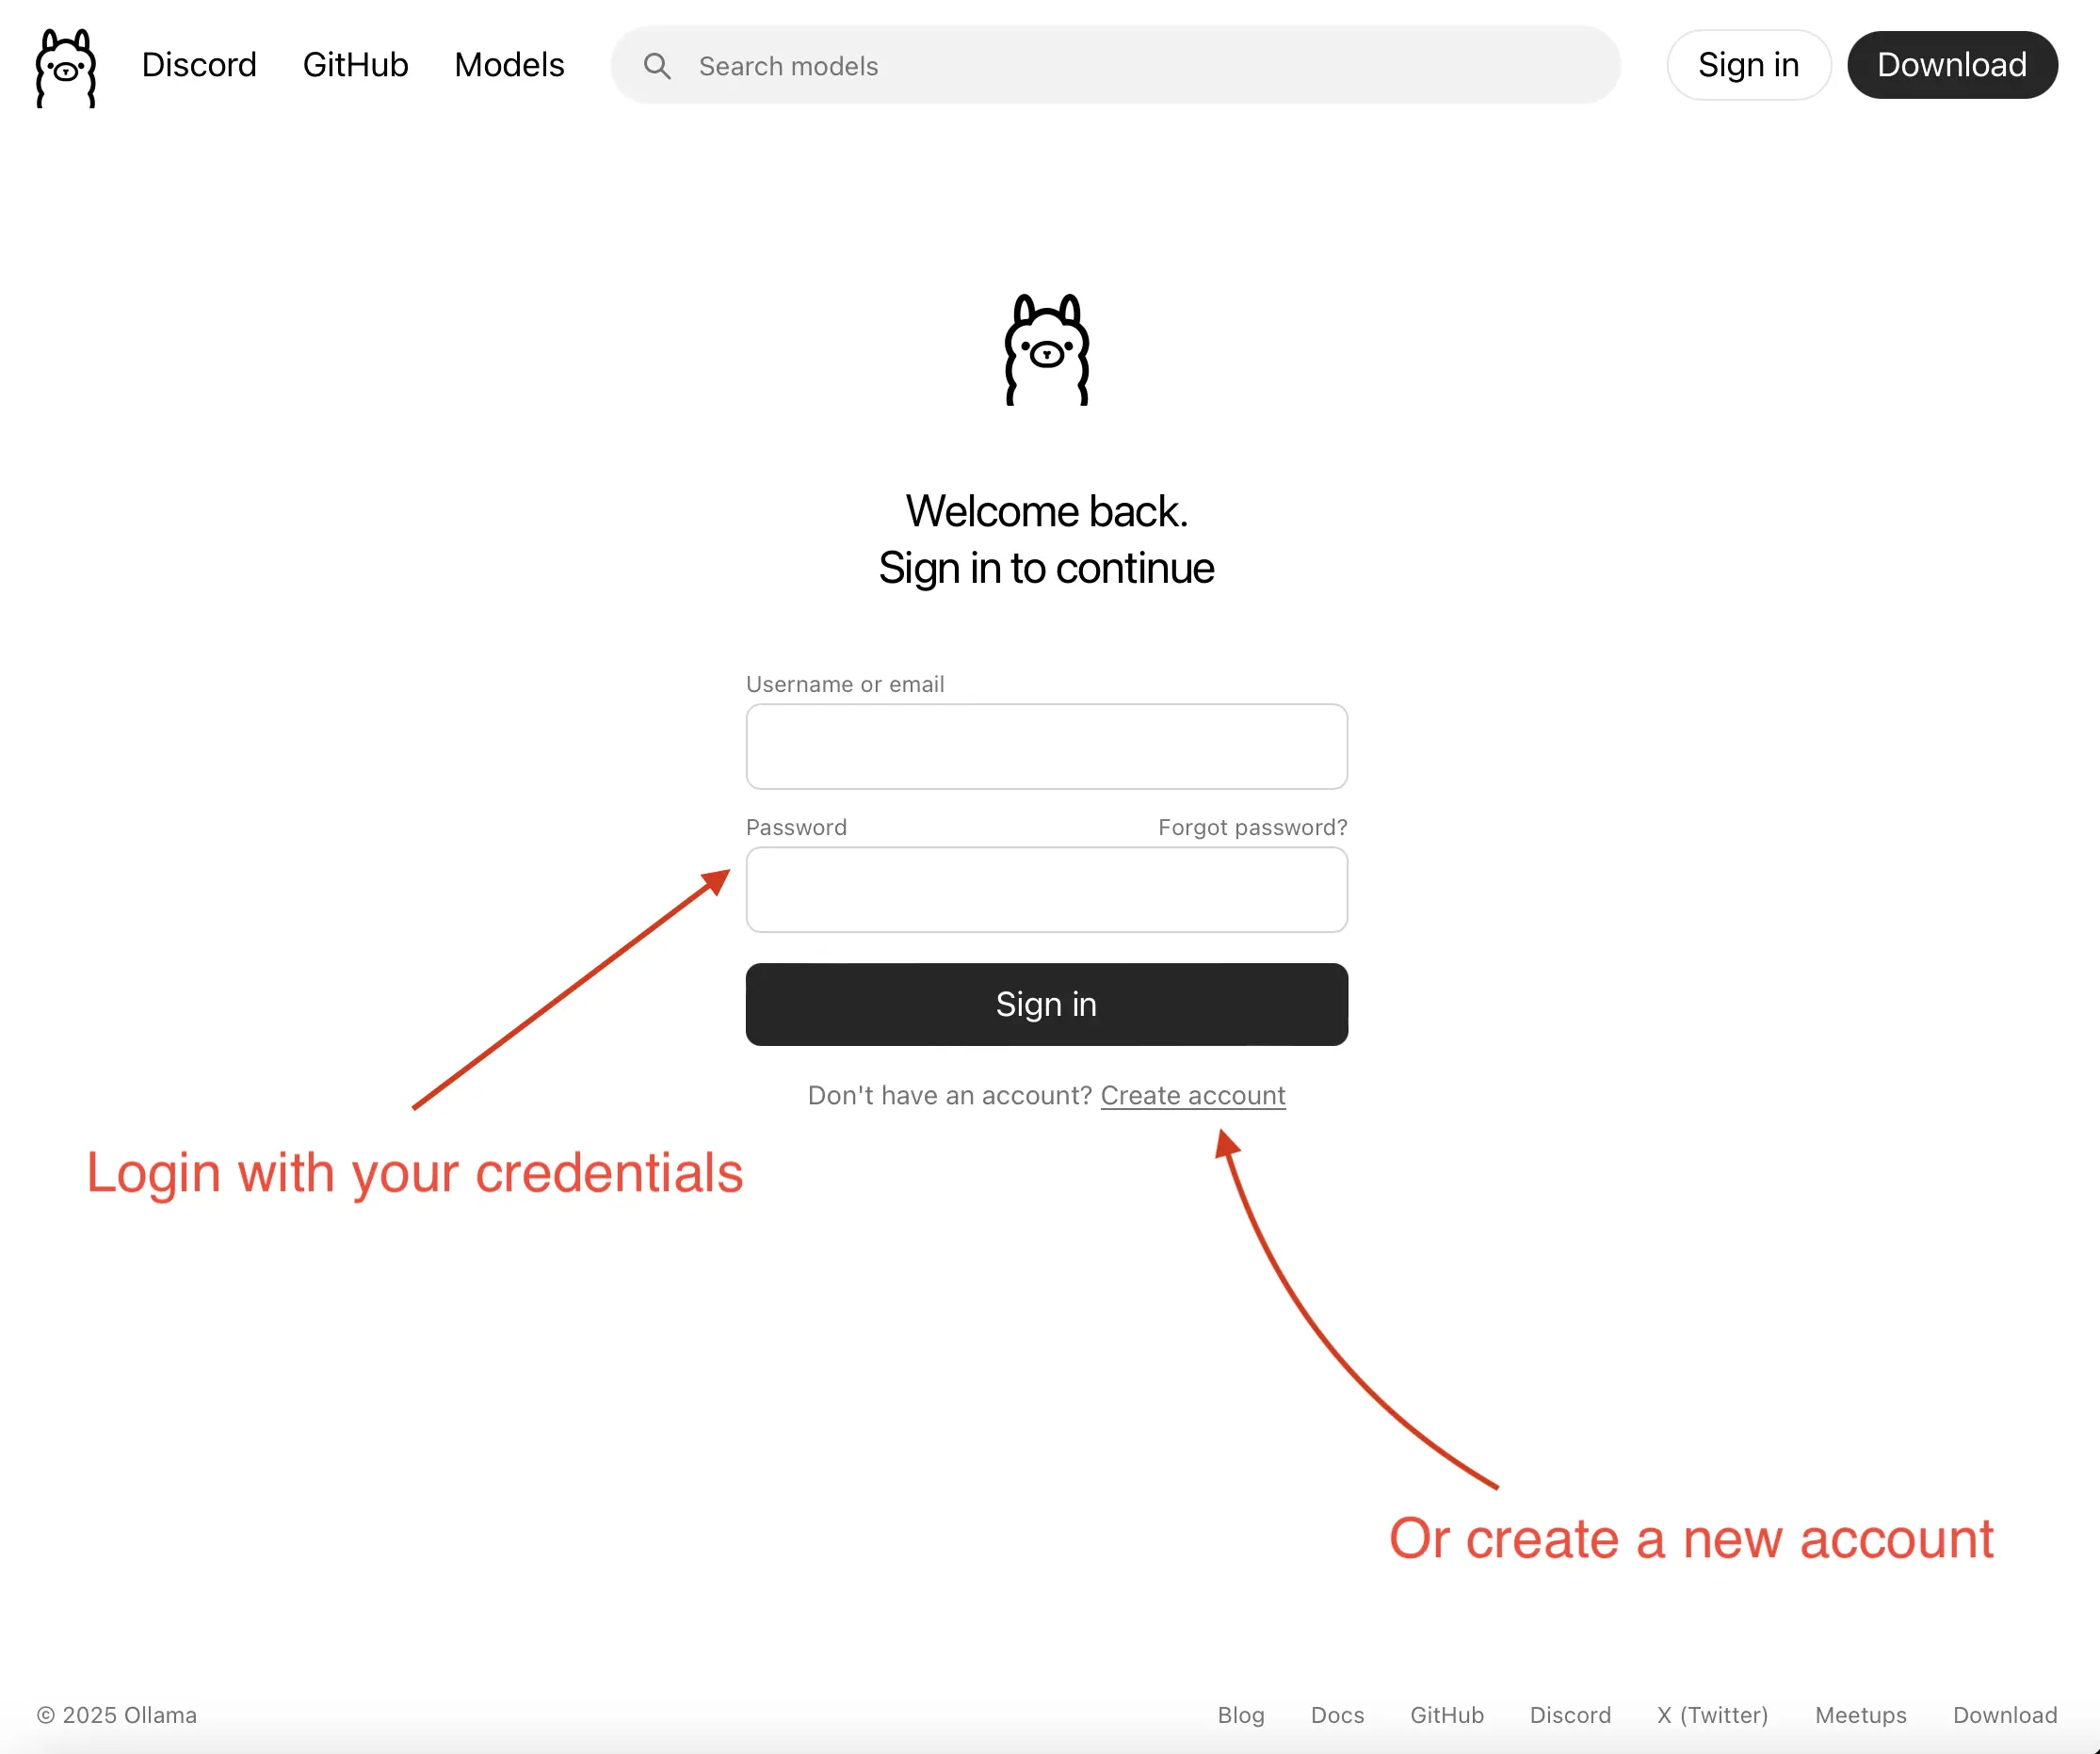 Discord GitHub Models Search models Sign in Download
Welcome back.
Sign in to continue
Username or email
Password Forgot password?
Sign in
Don't have an account? Create account
Login with your credentials
Or create a new account
© 2025 Ollama Blog Docs GitHub Discord X (Twitter) Meetups Download